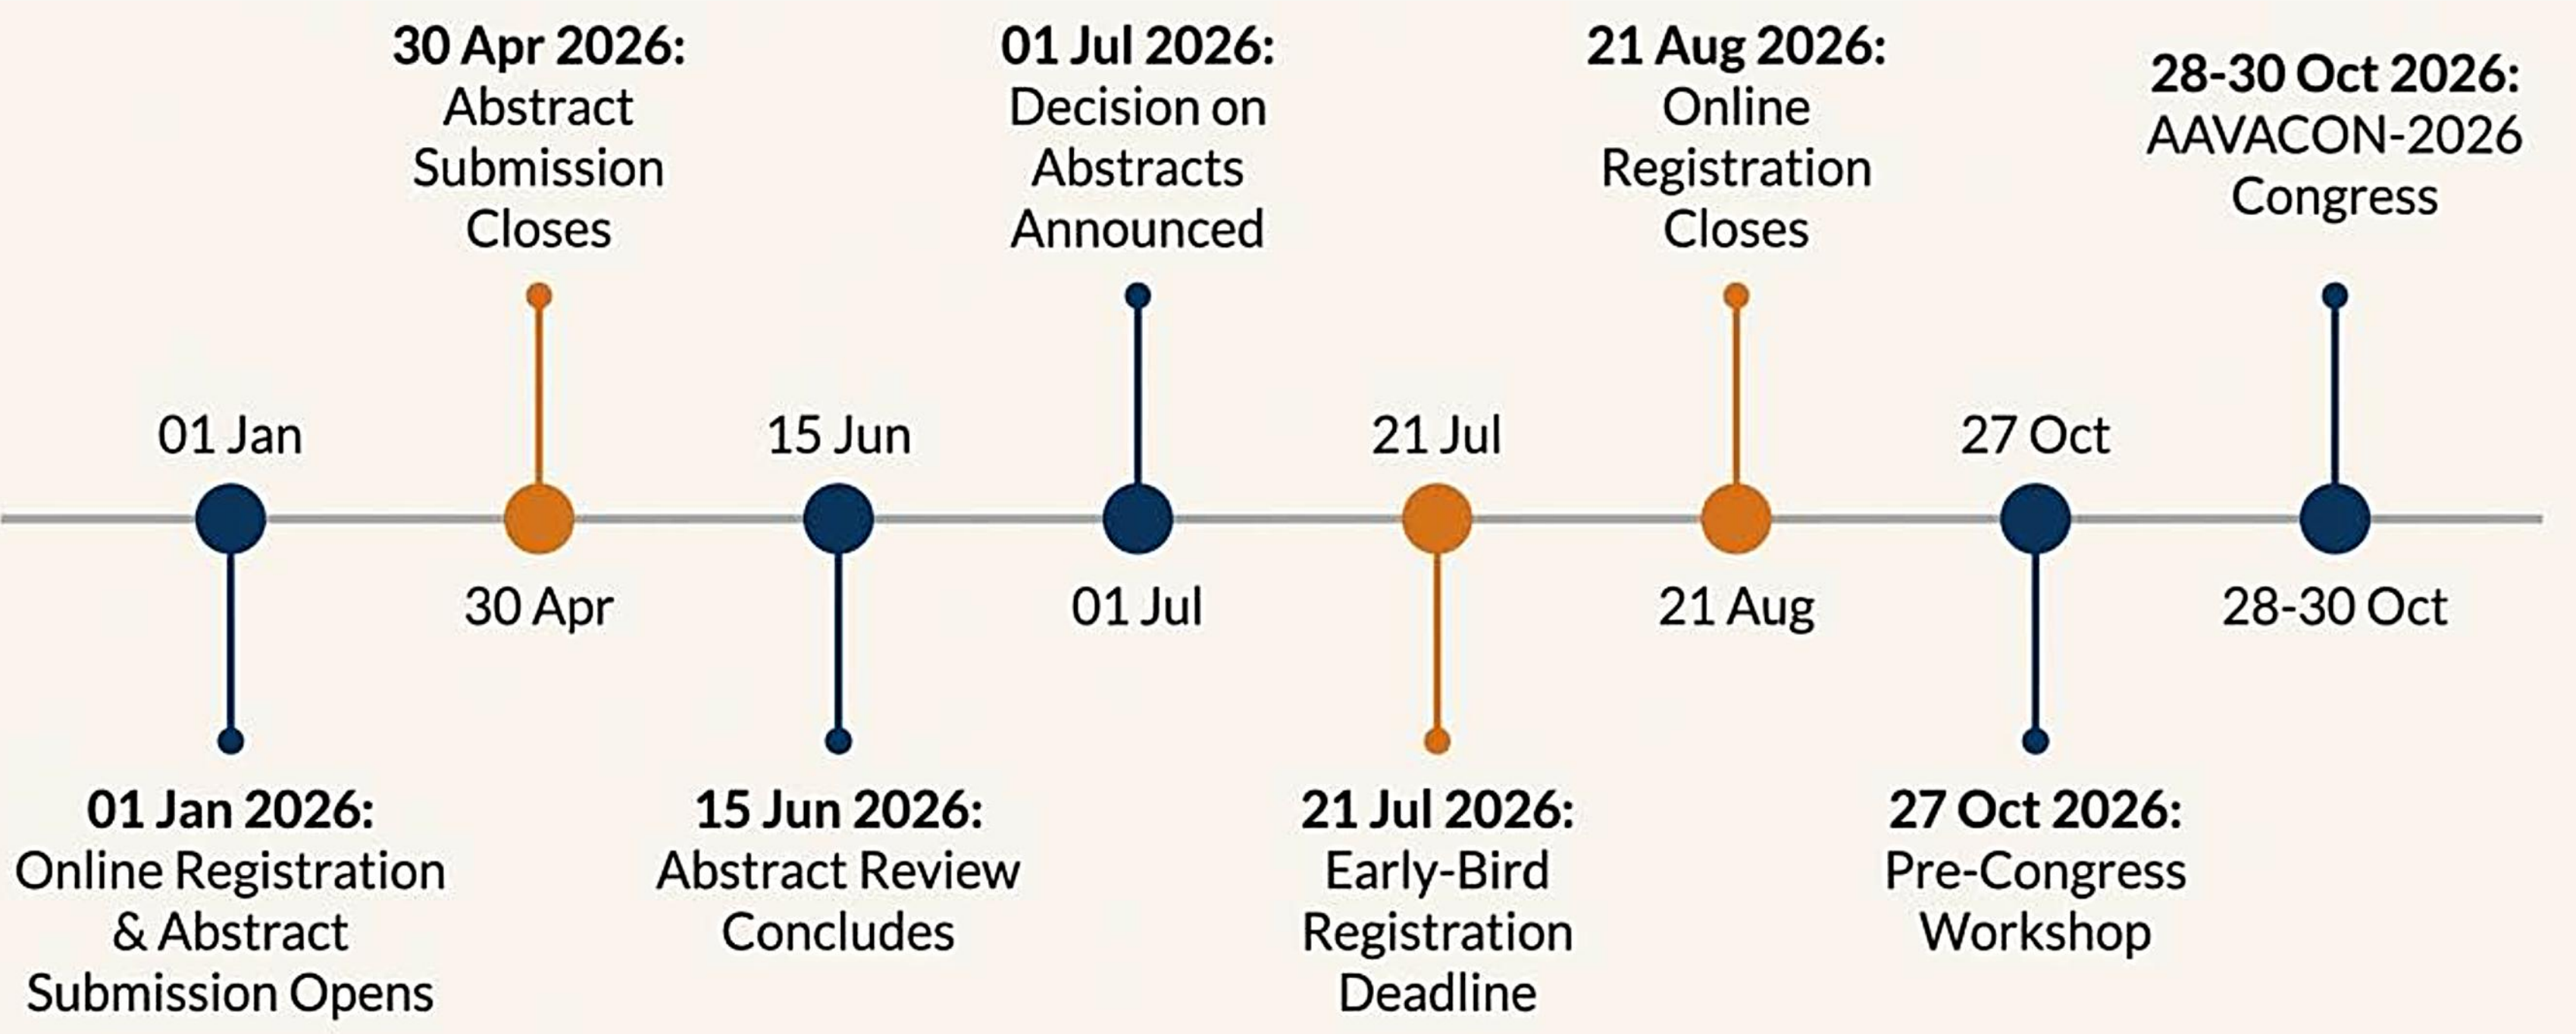 30 Apr 2026:
Abstract
Submission
Closes
01 Jul 2026:
Decision on
Abstracts
Announced
21 Aug 2026:
Online
Registration
Closes
28-30 Oct 2026:
AAVACON-2026
Congress
01 Jan
15 Jun
21 Jul
27 Oct
30 Apr
01 Jul
21 Aug
28-30 Oct
01 Jan 2026:
Online Registration
& Abstract
Submission Opens
15 Jun 2026:
Abstract Review
Concludes
21 Jul 2026:
Early-Bird
Registration
Deadline
27 Oct 2026:
Pre-Congress
Workshop